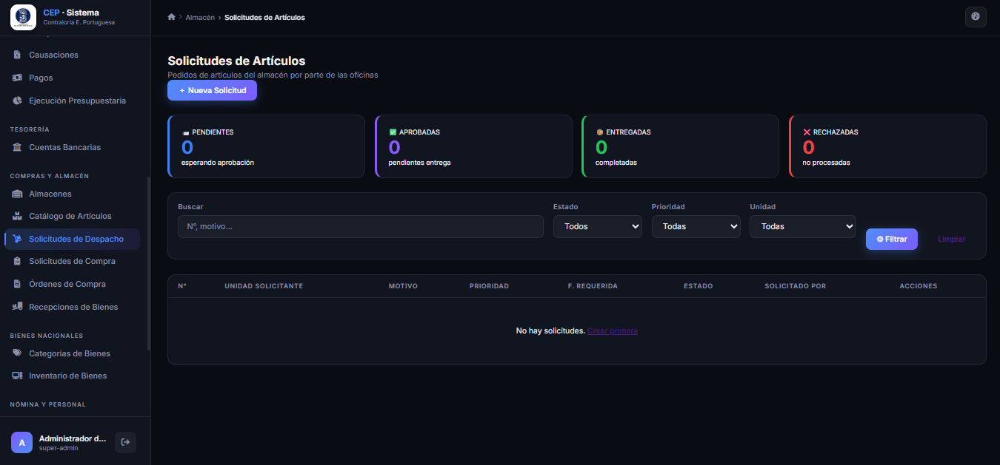 CEP · Sistema
Contraloría E. Portuguesa
Causaciones
Pagos
Ejecución Presupuestaria
TESORERÍA
Cuentas Bancarias
COMPRAS Y ALMACÉN
Almacenes
Catálogo de Artículos
Solicitudes de Despacho
Solicitudes de Compra
Órdenes de Compra
Recepciones de Bienes
BIENES NACIONALES
Categorías de Bienes
Inventario de Bienes
NÓMINA Y PERSONAL
A
Administrador d...
super-admin
Almacén › Solicitudes de Artículos
Solicitudes de Artículos
Pedidos de artículos del almacén por parte de las oficinas
+ Nueva Solicitud
PENDIENTES
0
esperando aprobación
APROBADAS
0
pendientes entrega
ENTREGADAS
0
completadas
RECHAZADAS
0
no procesadas
Buscar
N°, motivo...
Estado
Todos
Prioridad
Todas
Unidad
Todas
Filtrar
Limpiar
N° UNIDAD SOLICITANTE MOTIVO PRIORIDAD F. REQUERIDA ESTADO SOLICITADO POR ACCIONES
No hay solicitudes. Crear primera